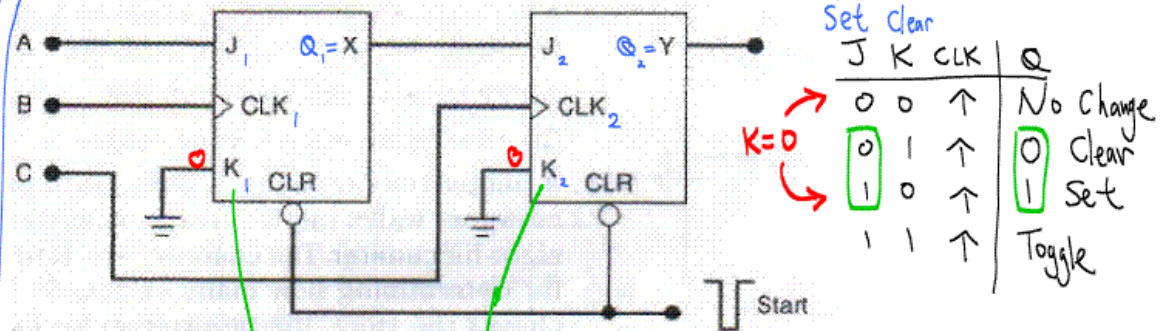 Set Clear
J K CLK Q
0 0 ↑ No Change
0 1 ↑ 0 Clear
1 0 ↑ 1 Set
1 1 ↑ Toggle
K=0
A J1 Q1=X J2 Q2=Y
B CLK1 CLK2
C 0 K1 CLR 0 K2 CLR
Start